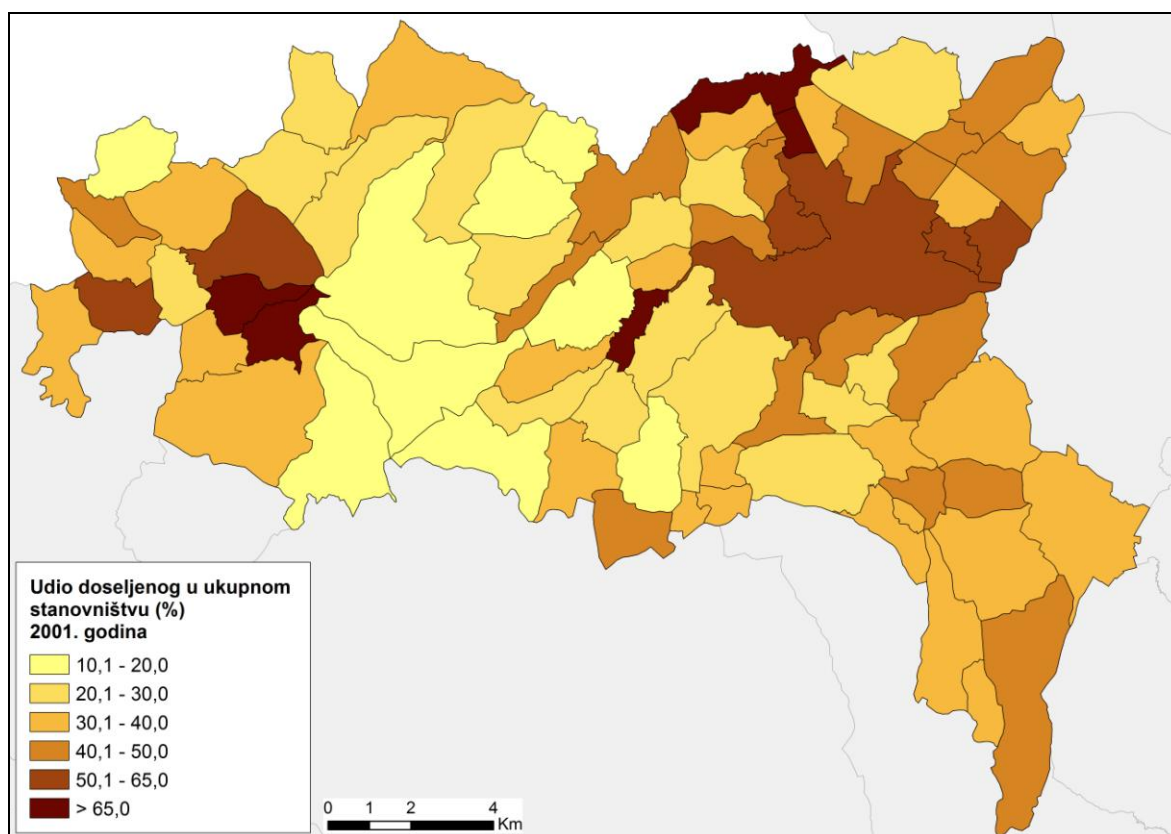 Udio doseljenog u ukupnom
stanovništvu (%)
2001. godina
10,1 - 20,0
20,1 - 30,0
30,1 - 40,0
40,1 - 50,0
50,1 - 65,0
> 65,0
0 1 2 4
Km